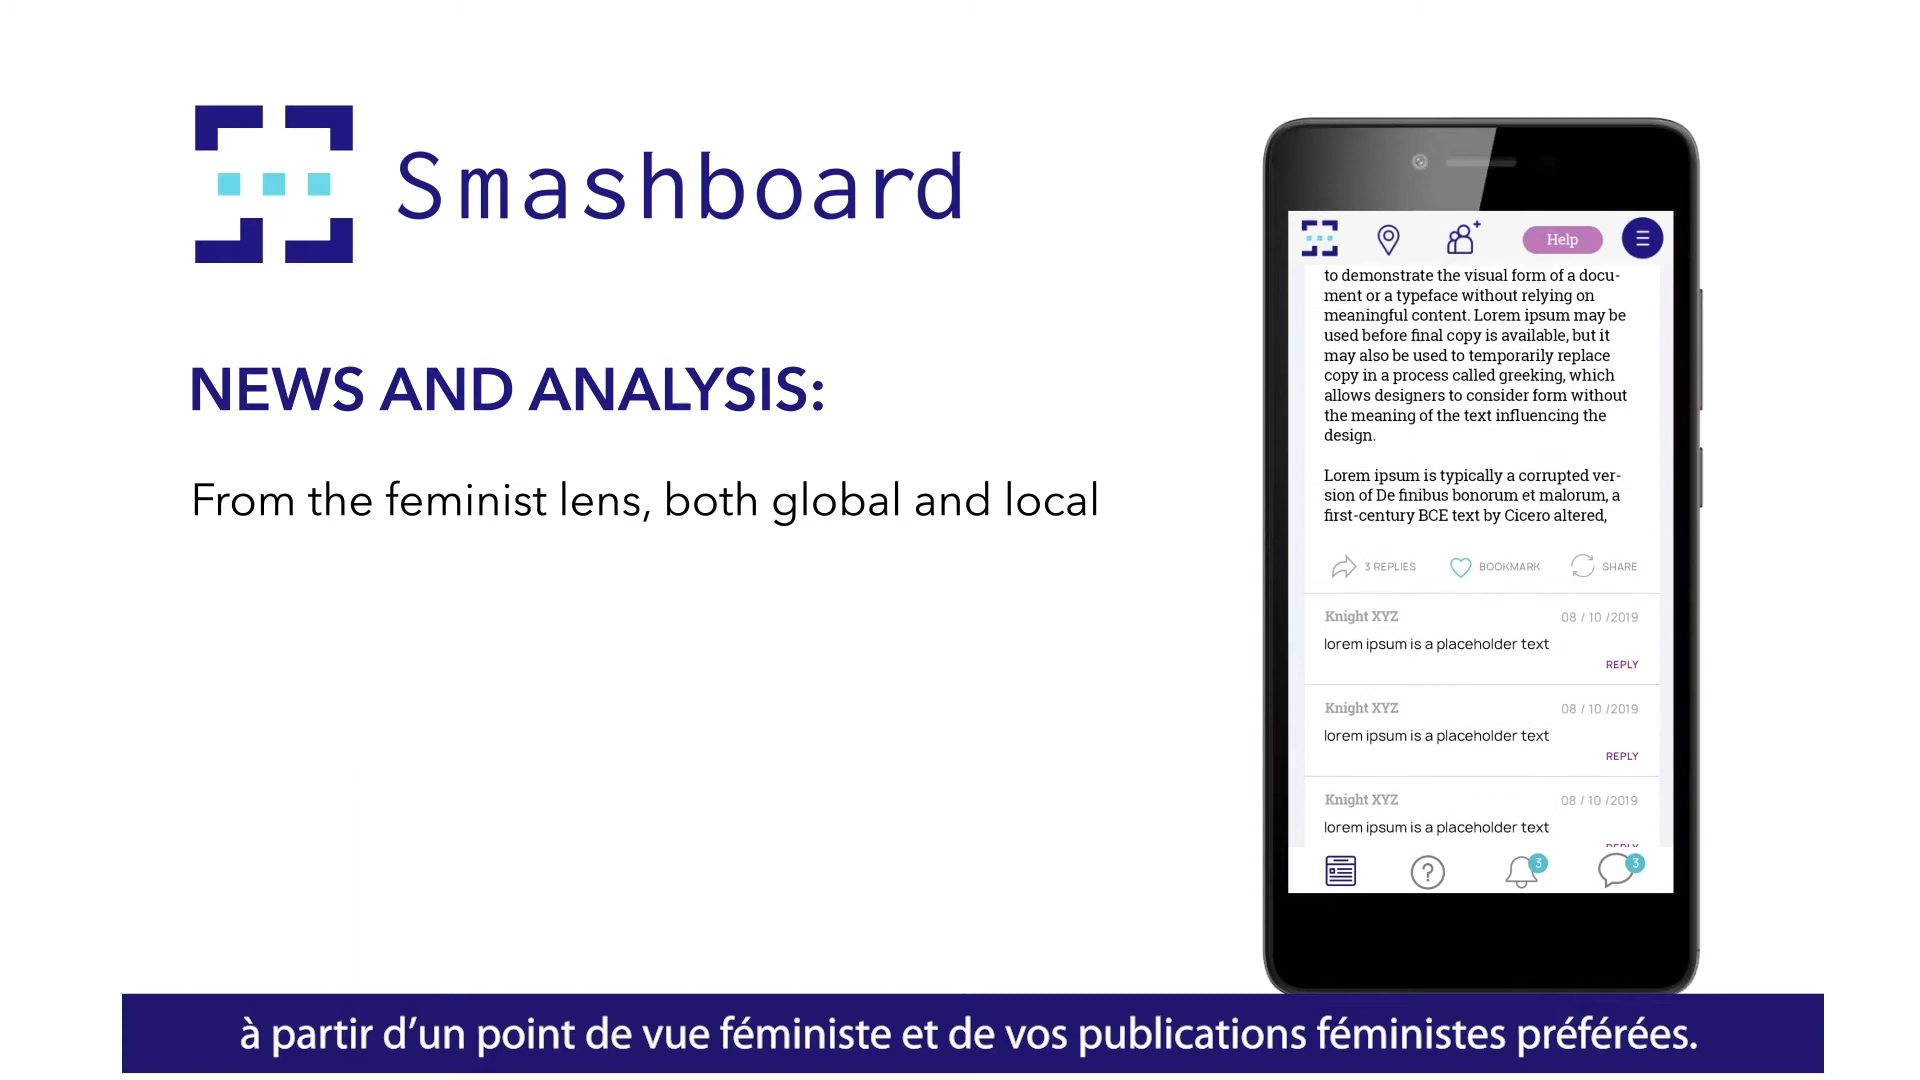 Smashboard
NEWS AND ANALYSIS:
From the feminist lens, both global and local
Help
to demonstrate the visual form of a docu-
ment or a typeface without relying on
meaningful content. Lorem ipsum may be
used before final copy is available, but it
may also be used to temporarily replace
copy in a process called greeking, which
allows designers to consider form without
the meaning of the text influencing the
design.
Lorem ipsum is typically a corrupted ver-
sion of De finibus bonorum et malorum, a
first-century BCE text by Cicero altered,
3 REPLIES BOOKMARK SHARE
Knight XYZ 08 / 10 /2019
lorem ipsum is a placeholder text
REPLY
Knight XYZ 08 / 10 /2019
lorem ipsum is a placeholder text
REPLY
Knight XYZ 08 / 10 /2019
lorem ipsum is a placeholder text
REPLY
? 3 3
à partir d’un point de vue féministe et de vos publications féministes préférées.